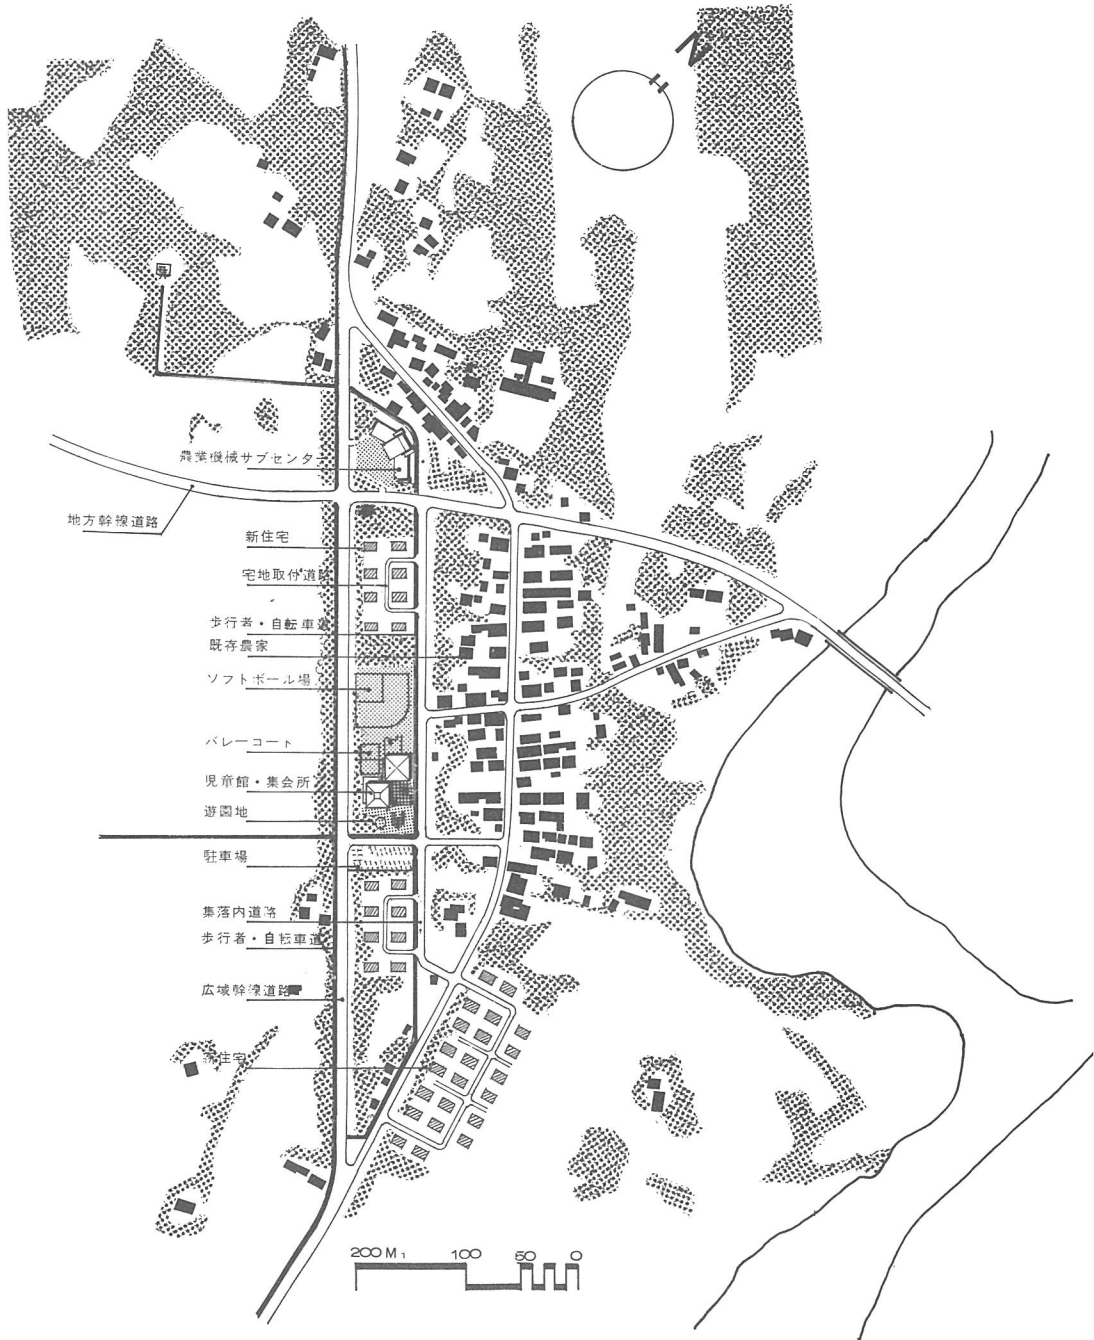 N
農業機械サブセンター
地方幹線道路
新住宅
宅地取付道路
歩行者・自転車道
既存農家
ソフトボール場
バレーコート
児童館・集会所
遊園地
駐車場
集落内道路
歩行者・自転車道
広域幹線道路
新住宅
200 M 100 50 0